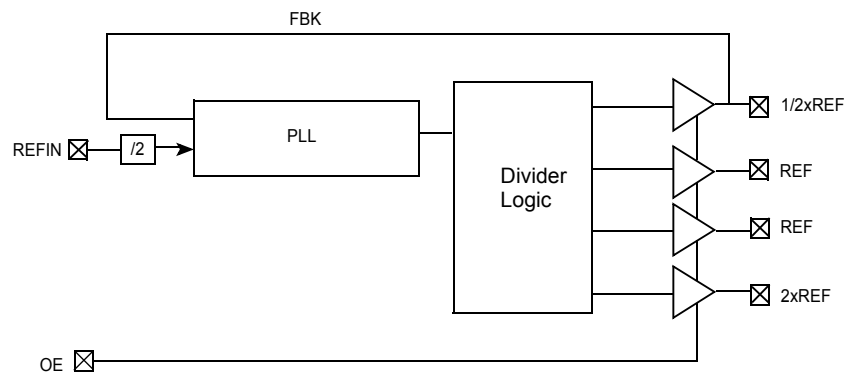 FBK
1/2xREF
REFIN
/2
PLL
Divider
Logic
REF
REF
2xREF
OE